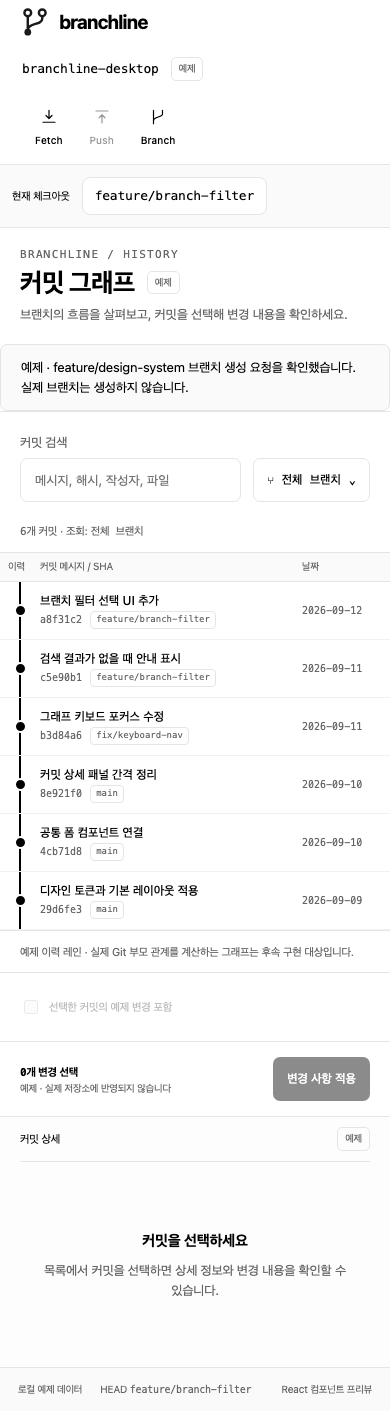 branchline
branchline-desktop 예제
Fetch Push Branch
현재 체크아웃 feature/branch-filter
BRANCHLINE / HISTORY
커밋 그래프 예제
브랜치의 흐름을 살펴보고, 커밋을 선택해 변경 내용을 확인하세요.
예제 · feature/design-system 브랜치 생성 요청을 확인했습니다.
실제 브랜치는 생성하지 않습니다.
커밋 검색
메시지, 해시, 작성자, 파일 전체 브랜치
6개 커밋 · 조회: 전체 브랜치
이력 커밋 메시지 / SHA 날짜
브랜치 필터 선택 UI 추가
a8f31c2 feature/branch-filter 2026-09-12
검색 결과가 없을 때 안내 표시
c5e90b1 feature/branch-filter 2026-09-11
그래프 키보드 포커스 수정
b3d84a6 fix/keyboard-nav 2026-09-11
커밋 상세 패널 간격 정리
8e921f0 main 2026-09-10
공통 폼 컴포넌트 연결
4cb71d8 main 2026-09-10
디자인 토큰과 기본 레이아웃 적용
29d6fe3 main 2026-09-09
예제 이력 레인 · 실제 Git 부모 관계를 계산하는 그래프는 후속 구현 대상입니다.
선택한 커밋의 예제 변경 포함
0개 변경 선택
예제 · 실제 저장소에 반영되지 않습니다
변경 사항 적용
커밋 상세 예제
커밋을 선택하세요
목록에서 커밋을 선택하면 상세 정보와 변경 내용을 확인할 수
있습니다.
로컬 예제 데이터 HEAD feature/branch-filter React 컴포넌트 프리뷰